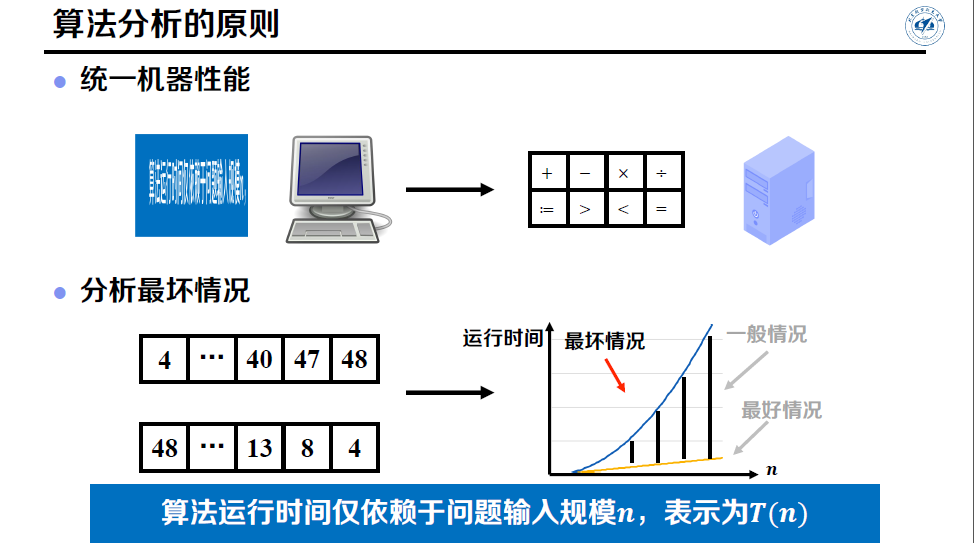 算法分析的原则
统一机器性能
算法运行时间仅依赖于问题输入规模n,
+ − × ÷
≔ > < =
分析最坏情况
4 ⋯ 40 47 48
48 ⋯ 13 8 4
运行时间
最坏情况
一般情况
最好情况
n
算法运行时间仅依赖于问题输入规模n，表示为T(n)